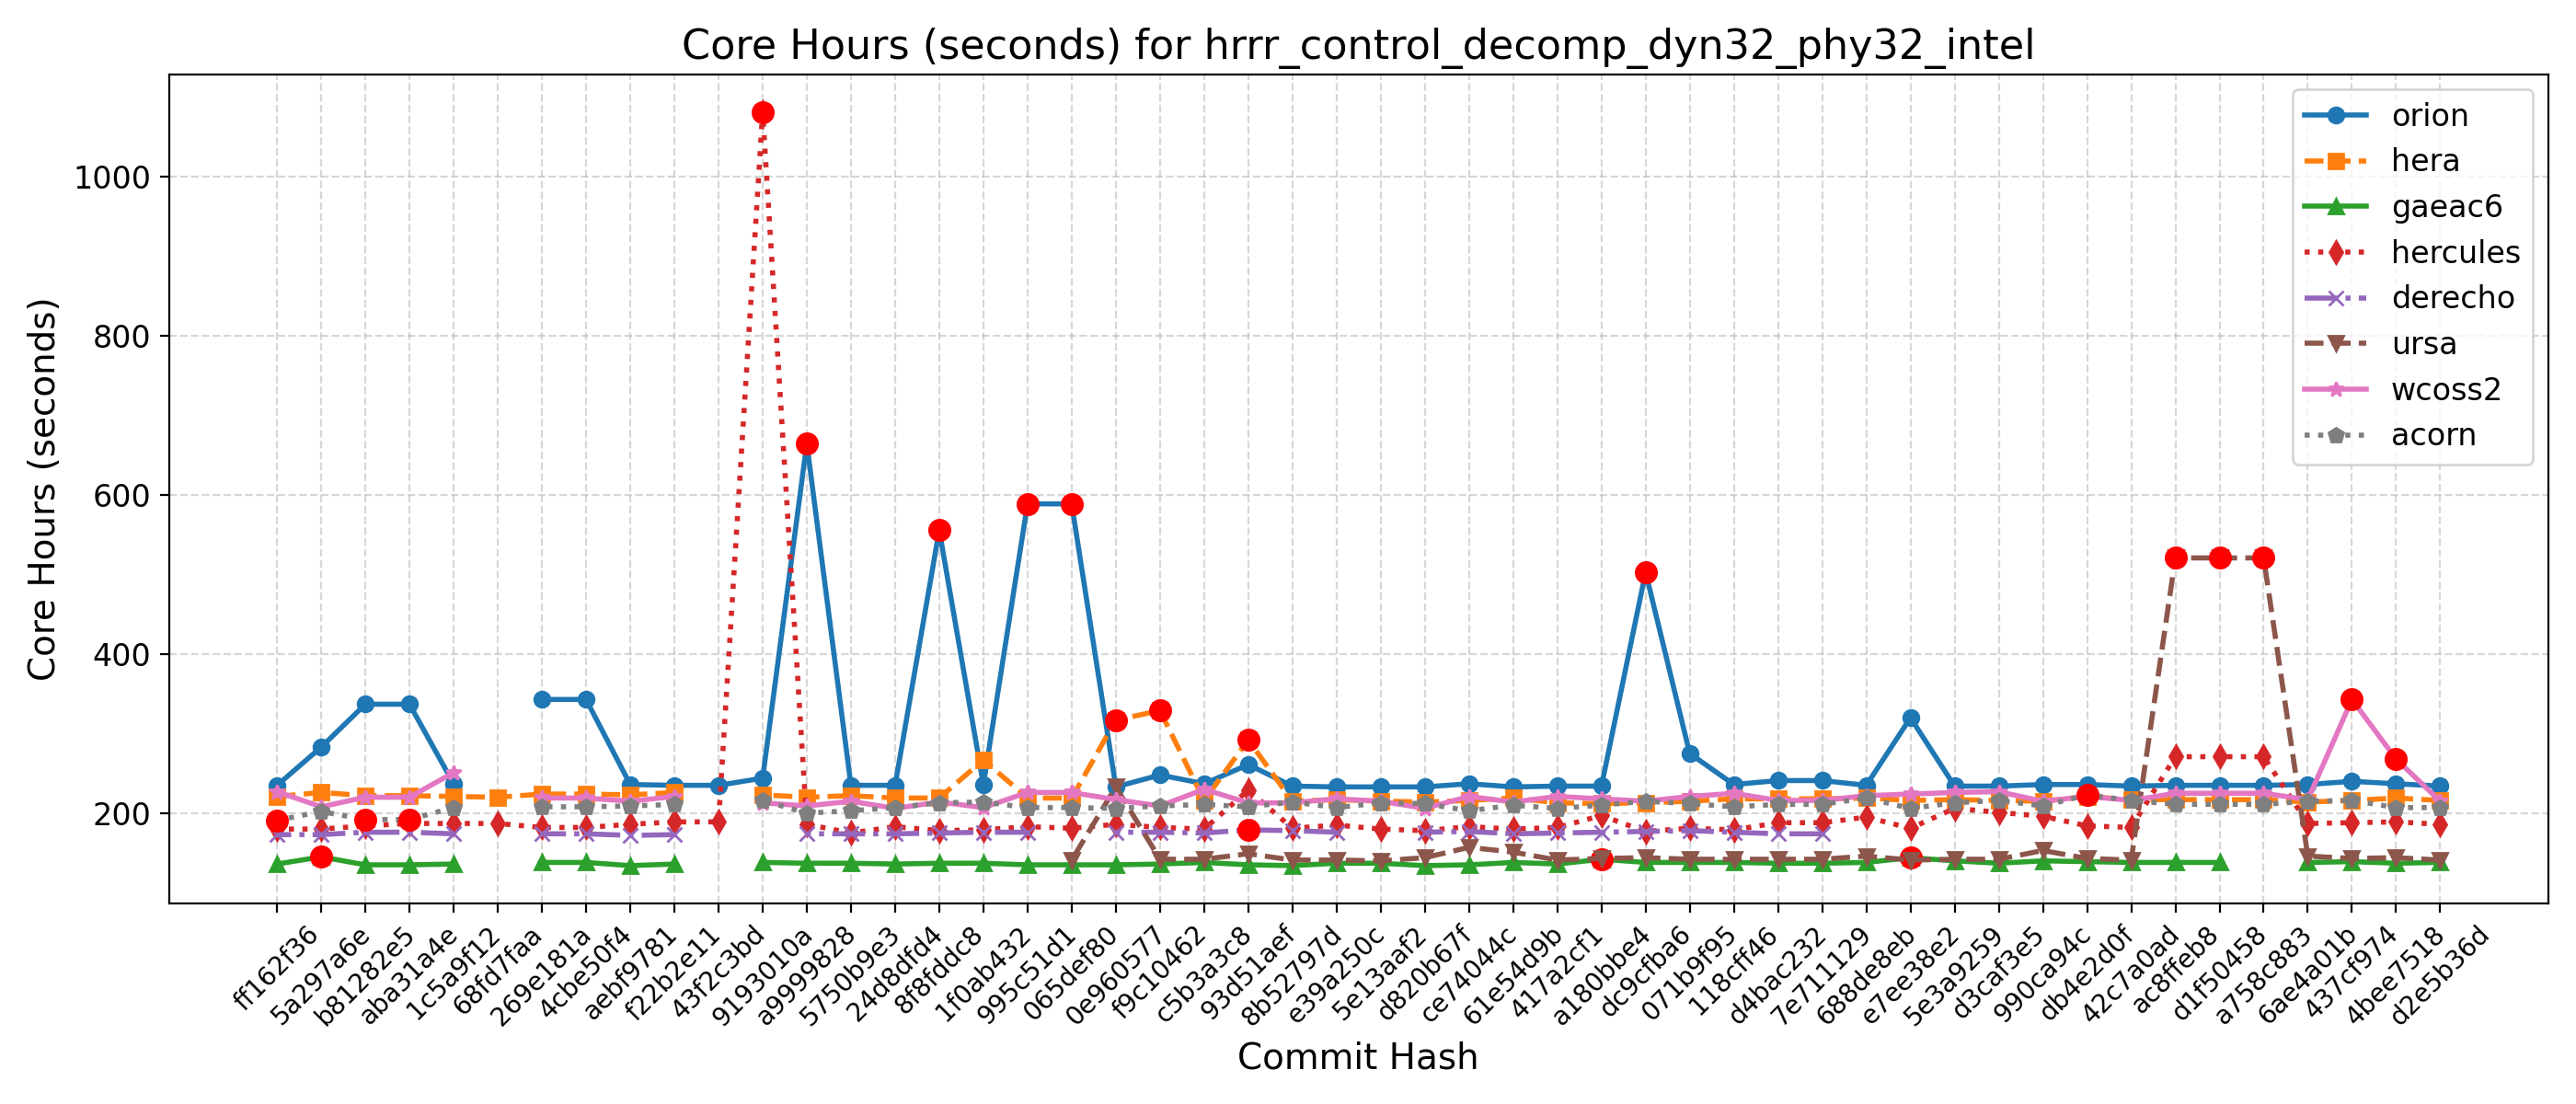 Core Hours (seconds) for hrrr_control_decomp_dyn32_phy32_intel
Core Hours (seconds)
1000
800
600
400
200
orion
hera
gaeac6
hercules
derecho
ursa
wcoss2
acorn
ff162f36
5a297a6e
b81282e5
aba31a4e
1c5a9f12
68fd7faa
269e181a
4cbe50f4
aebf9781
f22b2e11
43f2c3bd
9193010a
a9999828
5750b9e3
24d8dfd4
8f8fddc8
1f0ab432
995c51d1
065def80
0e960577
f9c10462
c5b3a3c8
93d51aef
8b52797d
e39a250c
5e13aaf2
d820b67f
ce74044c
61e54d9b
417a2cf1
a180bbe4
dc9cfba6
071b9f95
118cff46
d4bac232
7e711129
688de8eb
e7ee38e2
5e3a9259
d3caf3e5
990ca94c
db4e2d0f
42c7a0ad
ac8ffeb8
d1f50458
a758c883
6ae4a01b
437cf974
4bee7518
d2e5b36d
Commit Hash